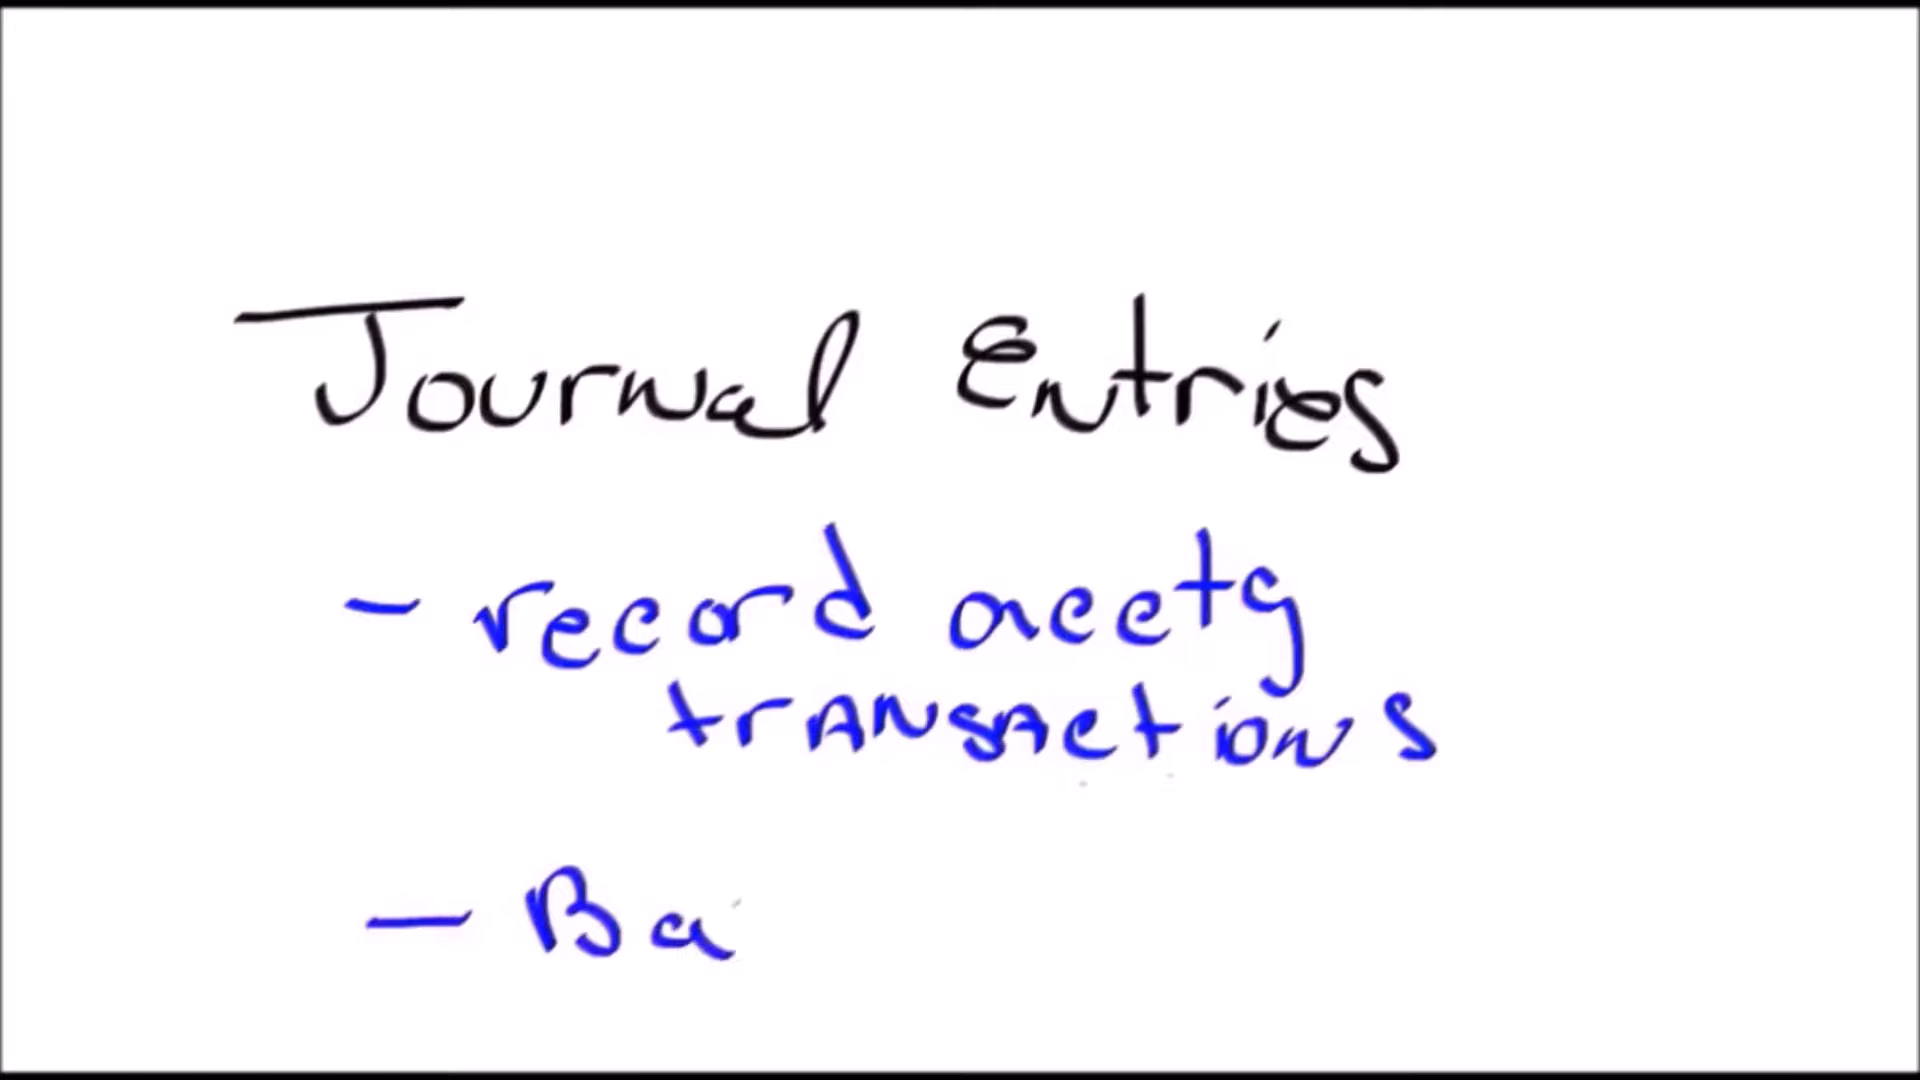 Journal Entries
- record acctg
transactions
- Ba